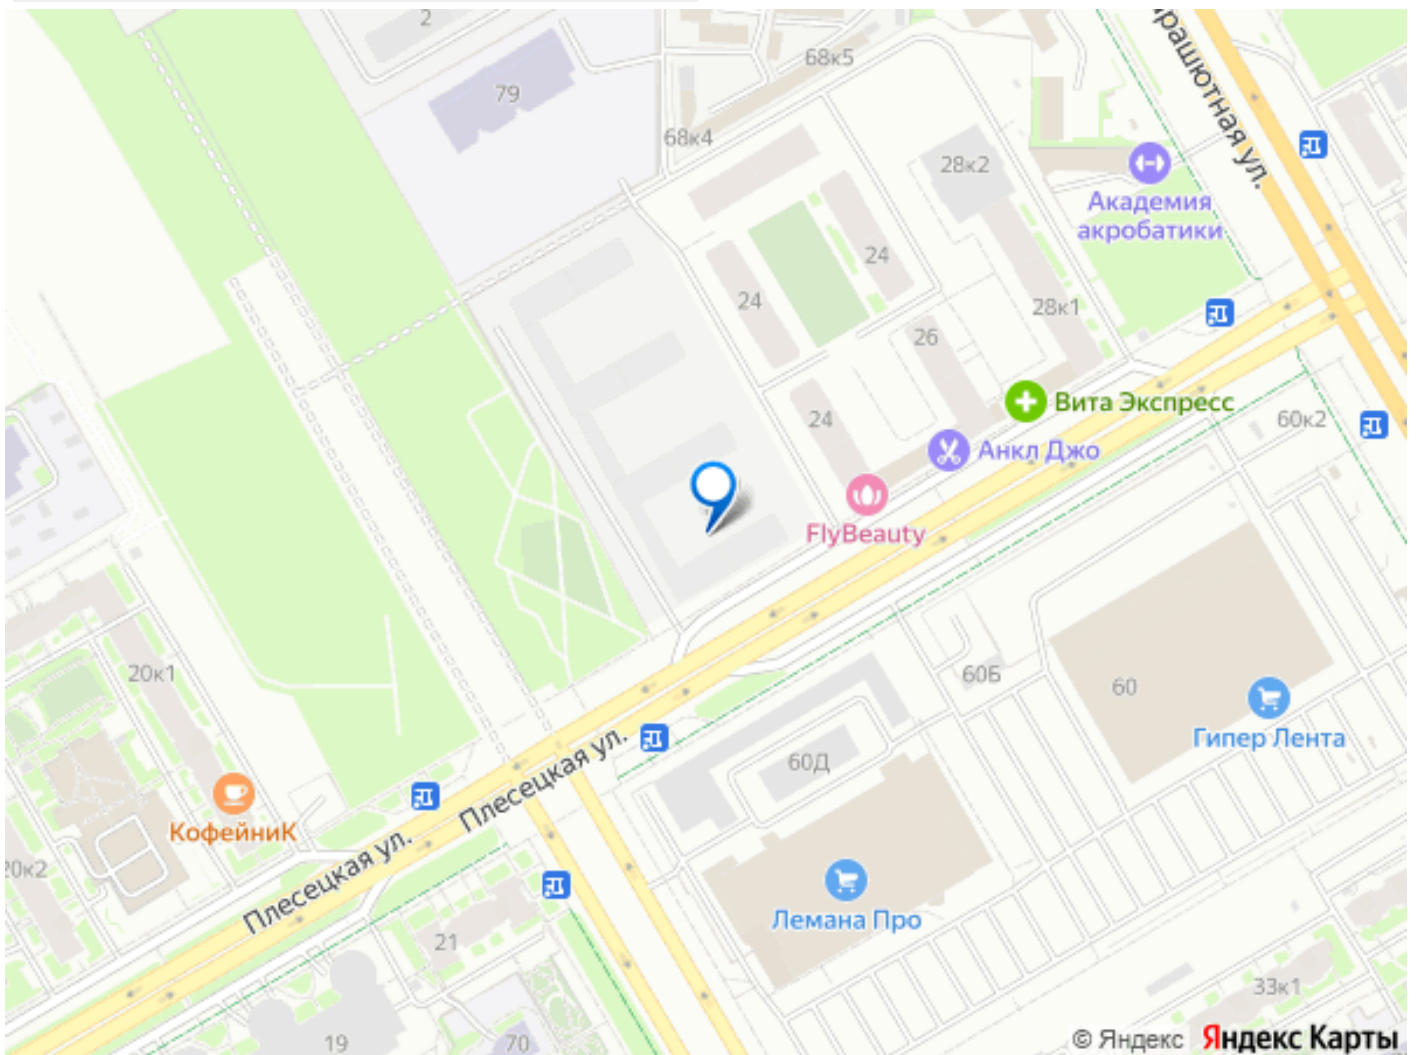 2
68к5
79
68к4
28к2
Парашютная ул.
Академия
акробатики
24
24
28к1
26
Вита Экспресс
24
60к2
Анкл Джо
FlyBeauty
20к1
60Б
60
Гипер Лента
60Д
Плесецкая ул.
КофейниК
20к2
Плесецкая ул.
Лемана Про
21
33к1
19
70
© Яндекс Яндекс Карты